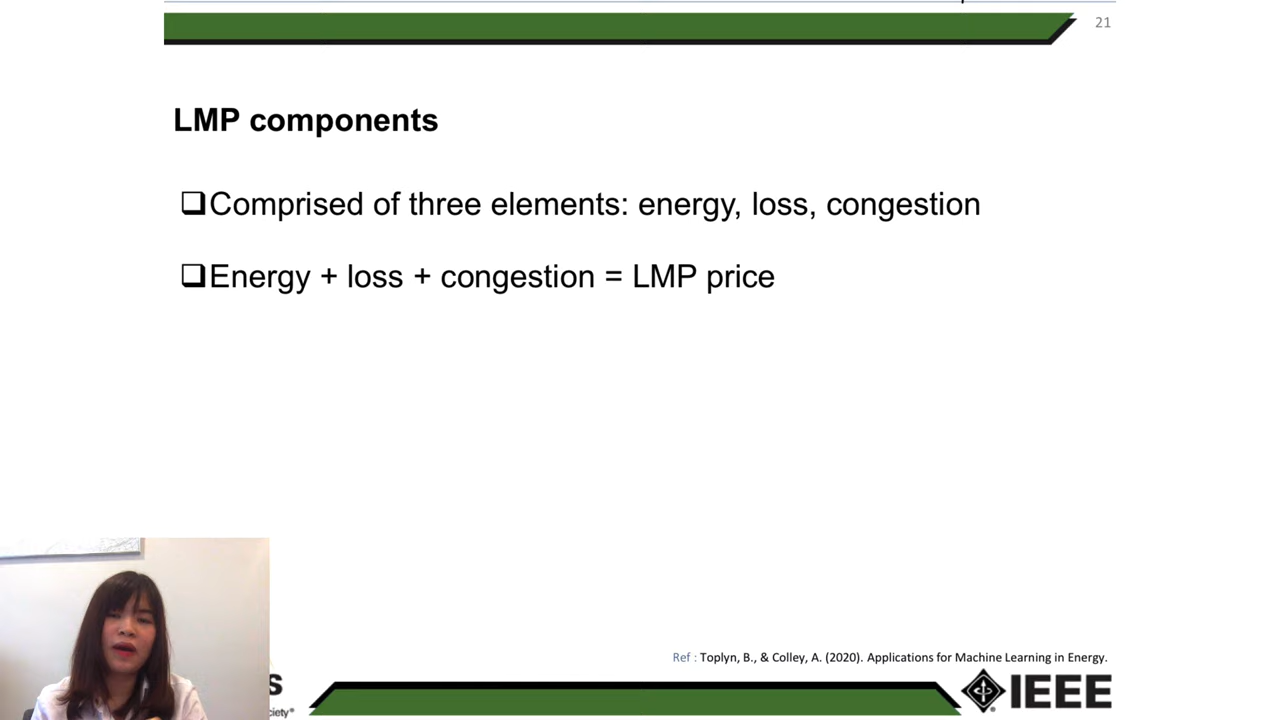 21
LMP components
❑Comprised of three elements: energy, loss, congestion
❑Energy + loss + congestion = LMP price
Ref : Toplyn, B., & Colley, A. (2020). Applications for Machine Learning in Energy.
IEEE